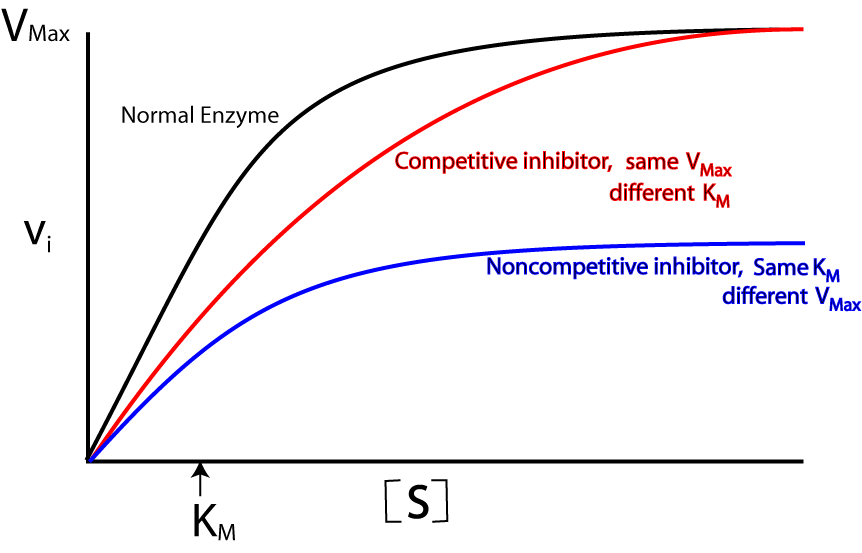 VMax
Normal Enzyme
Competitive inhibitor, same VMax
different KM
vi
Noncompetitive inhibitor, Same KM
different VMax
KM
[S]